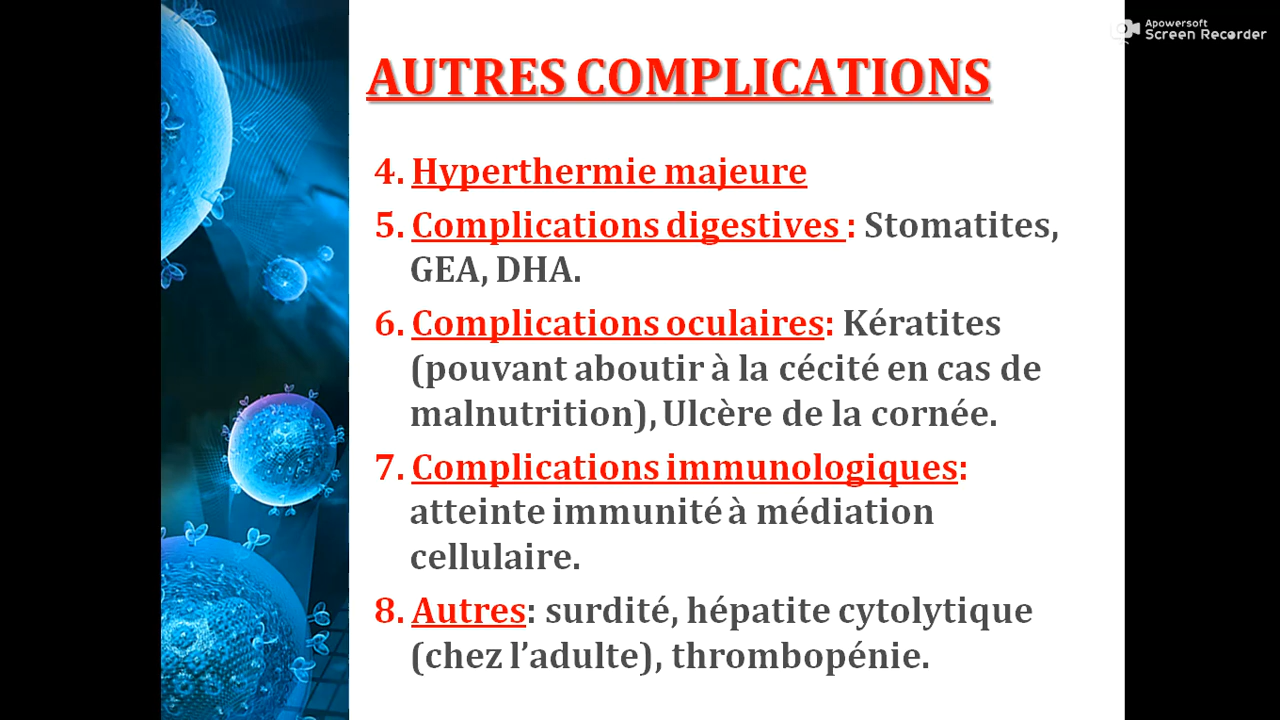 Apowersoft
Screen Recorder
AUTRES COMPLICATIONS
4. Hyperthermie majeure
5. Complications digestives : Stomatites,
GEA, DHA.
6. Complications oculaires: Kératites
(pouvant aboutir à la cécité en cas de
malnutrition), Ulcère de la cornée.
7. Complications immunologiques:
atteinte immunité à médiation
cellulaire.
8. Autres: surdité, hépatite cytolytique
(chez l’adulte), thrombopénie.